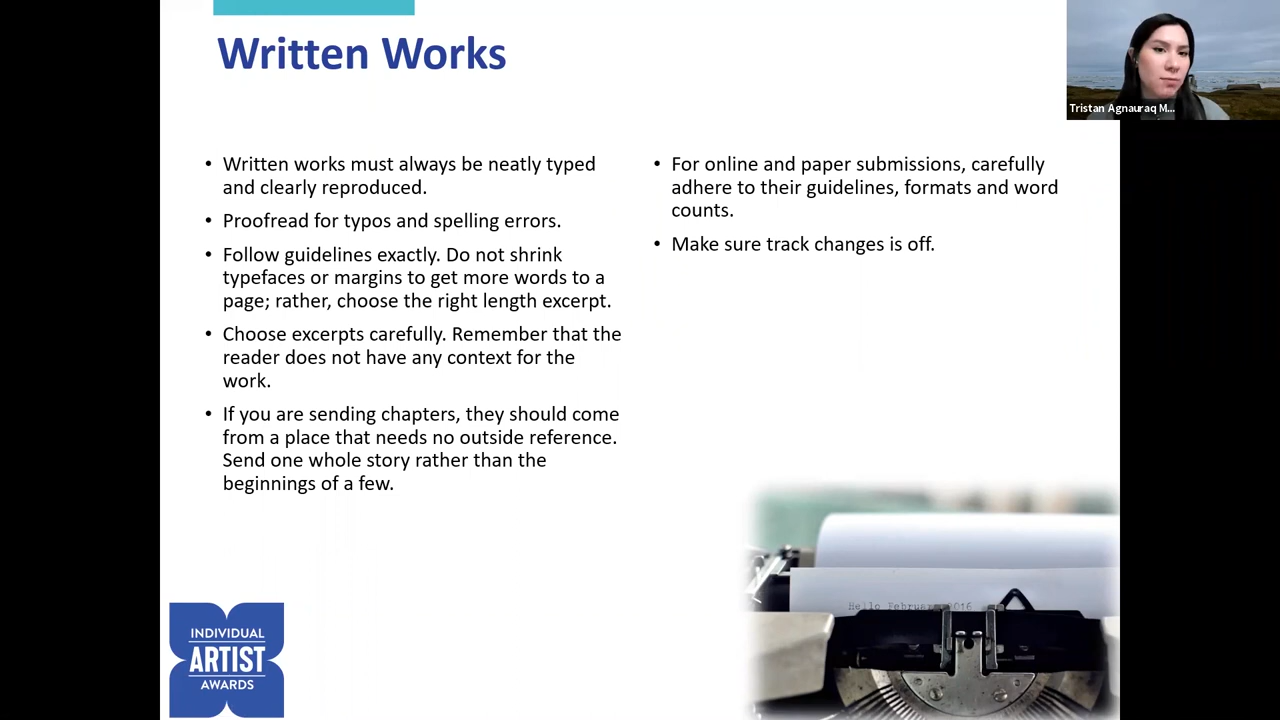 Written Works
Tristan Agnauraq M...
• Written works must always be neatly typed
and clearly reproduced.
• Proofread for typos and spelling errors.
• Follow guidelines exactly. Do not shrink
typefaces or margins to get more words to a
page; rather, choose the right length excerpt.
• Choose excerpts carefully. Remember that the
reader does not have any context for the
work.
• If you are sending chapters, they should come
from a place that needs no outside reference.
Send one whole story rather than the
beginnings of a few.
• For online and paper submissions, carefully
adhere to their guidelines, formats and word
counts.
• Make sure track changes is off.
Hello
INDIVIDUAL
ARTIST
AWARDS